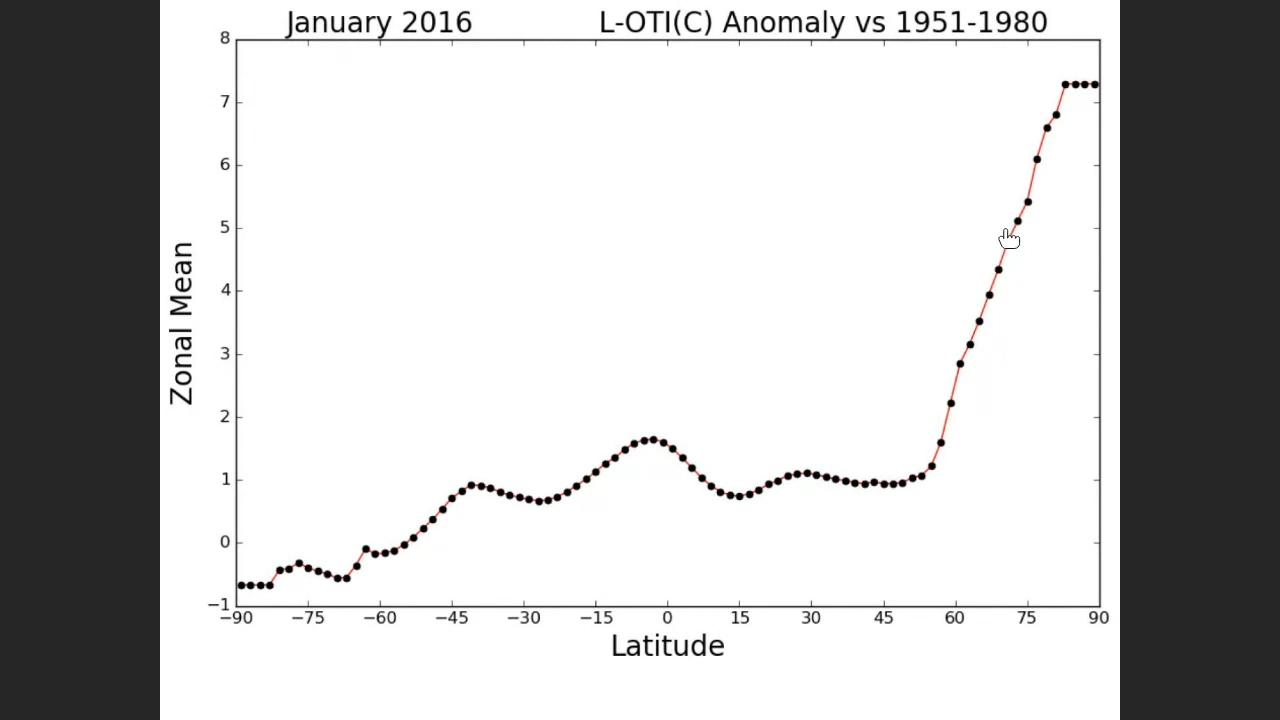 January 2016
L-OTI(C) Anomaly vs 1951-1980
8
7
6
5
4
3
2
1
0
−1
Zonal Mean
−90 −75 −60 −45 −30 −15 0 15 30 45 60 75 90
Latitude